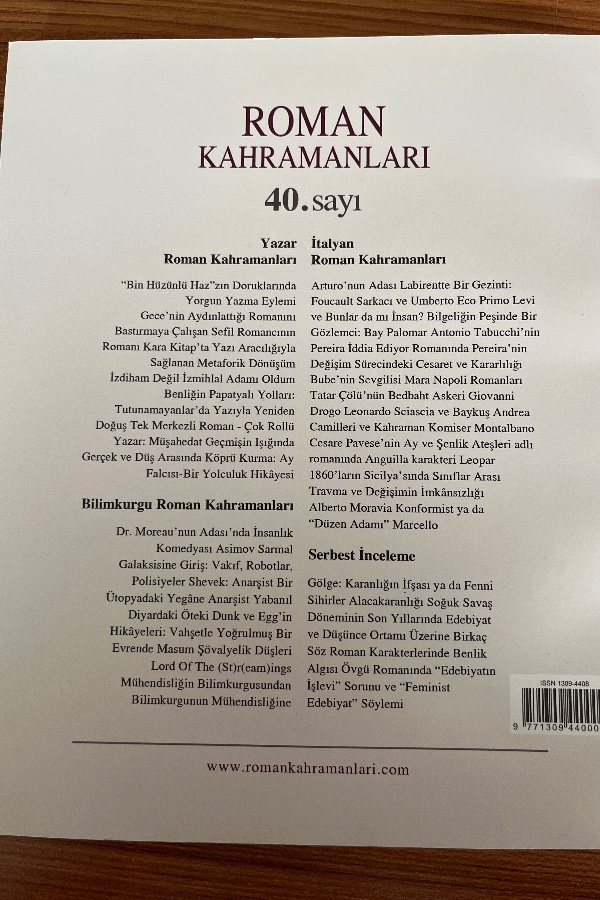 ROMAN
KAHRAMANLARI
40.sayı
Yazar
Roman Kahramanları
"Bin Hüzünlü Haz"zın Doruklarında
Yorgun Yazma Eylemi
Gece'nin Aydınlattığı Romanını
Bastırmaya Çalışan Sefil Romancının
Romanı Kara Kitap'ta Yazı Aracılığıyla
Sağlanan Metaforik Dönüşüm
İzdiham Değil İzmihlal Adamı Oldum
Benliğin Papatyalı Yolları:
Tutunamayanlar'da Yazıyla Yeniden
Doğuş Tek Merkezli Roman - Çok Rollü
Yazar: Müşahedat Geçmişin Işığında
Gerçek ve Düş Arasında Köprü Kurma: Ay
Falcısı-Bir Yolculuk Hikâyesi
Bilimkurgu Roman Kahramanları
Dr. Moreau'nun Adası'nda İnsanlık
Komedyası Asimov Sarmal
Galaksisine Giriş: Vakıf, Robotlar,
Polisiyeler Shevek: Anarşist Bir
Ütopyadaki Yegâne Anarşist Yabanıl
Diyardaki Öteki Dunk ve Egg'in
Hikâyeleri: Vahşetle Yoğrulmuş Bir
Evrende Masum Şövalyelik Düşleri
Lord Of The (St)r(eam)ings
Mühendisliğin Bilimkurgusundan
Bilimkurgunun Mühendisliğine
İtalyan
Roman Kahramanları
Arturo'nun Adası Labirentte Bir Gezinti:
Foucault Sarkacı ve Umberto Eco Primo Levi
ve Bunlar da mı İnsan? Bilgeliğin Peşinde Bir
Gözlemci: Bay Palomar Antonio Tabucchi'nin
Pereira İddia Ediyor Romanında Pereira'nin
Değişim Sürecindeki Cesaret ve Kararlılığı
Bube'nin Sevgilisi Mara Napoli Romanları
Tatar Çölü'nün Bedbaht Askeri Giovanni
Drogo Leonardo Sciascia ve Baykuş Andrea
Camilleri ve Kahraman Komiser Montalbano
Cesare Pavese'nin Ay ve Şenlik Ateşleri adlı
romanında Anguilla karakteri Leopar
1860'ların Sicilya'sında Sınıflar Arası
Travma ve Değişimin İmkânsızlığı
Alberto Moravia Konformist ya da
"Düzen Adamı" Marcello
Serbest İnceleme
Gölge: Karanlığın İfşası ya da Fenni
Sihirler Alacakaranlığı Soğuk Savaş
Döneminin Son Yıllarında Edebiyat
ve Düşünce Ortamı Üzerine Birkaç
Söz Roman Karakterlerinde Benlik
Algısı Övgü Romanında "Edebiyatın
İşlevi" Sorunu ve "Feminist
Edebiyat" Söylemi
ISSN 1309-4408
9 771309 44000
www.romankahramanlari.com